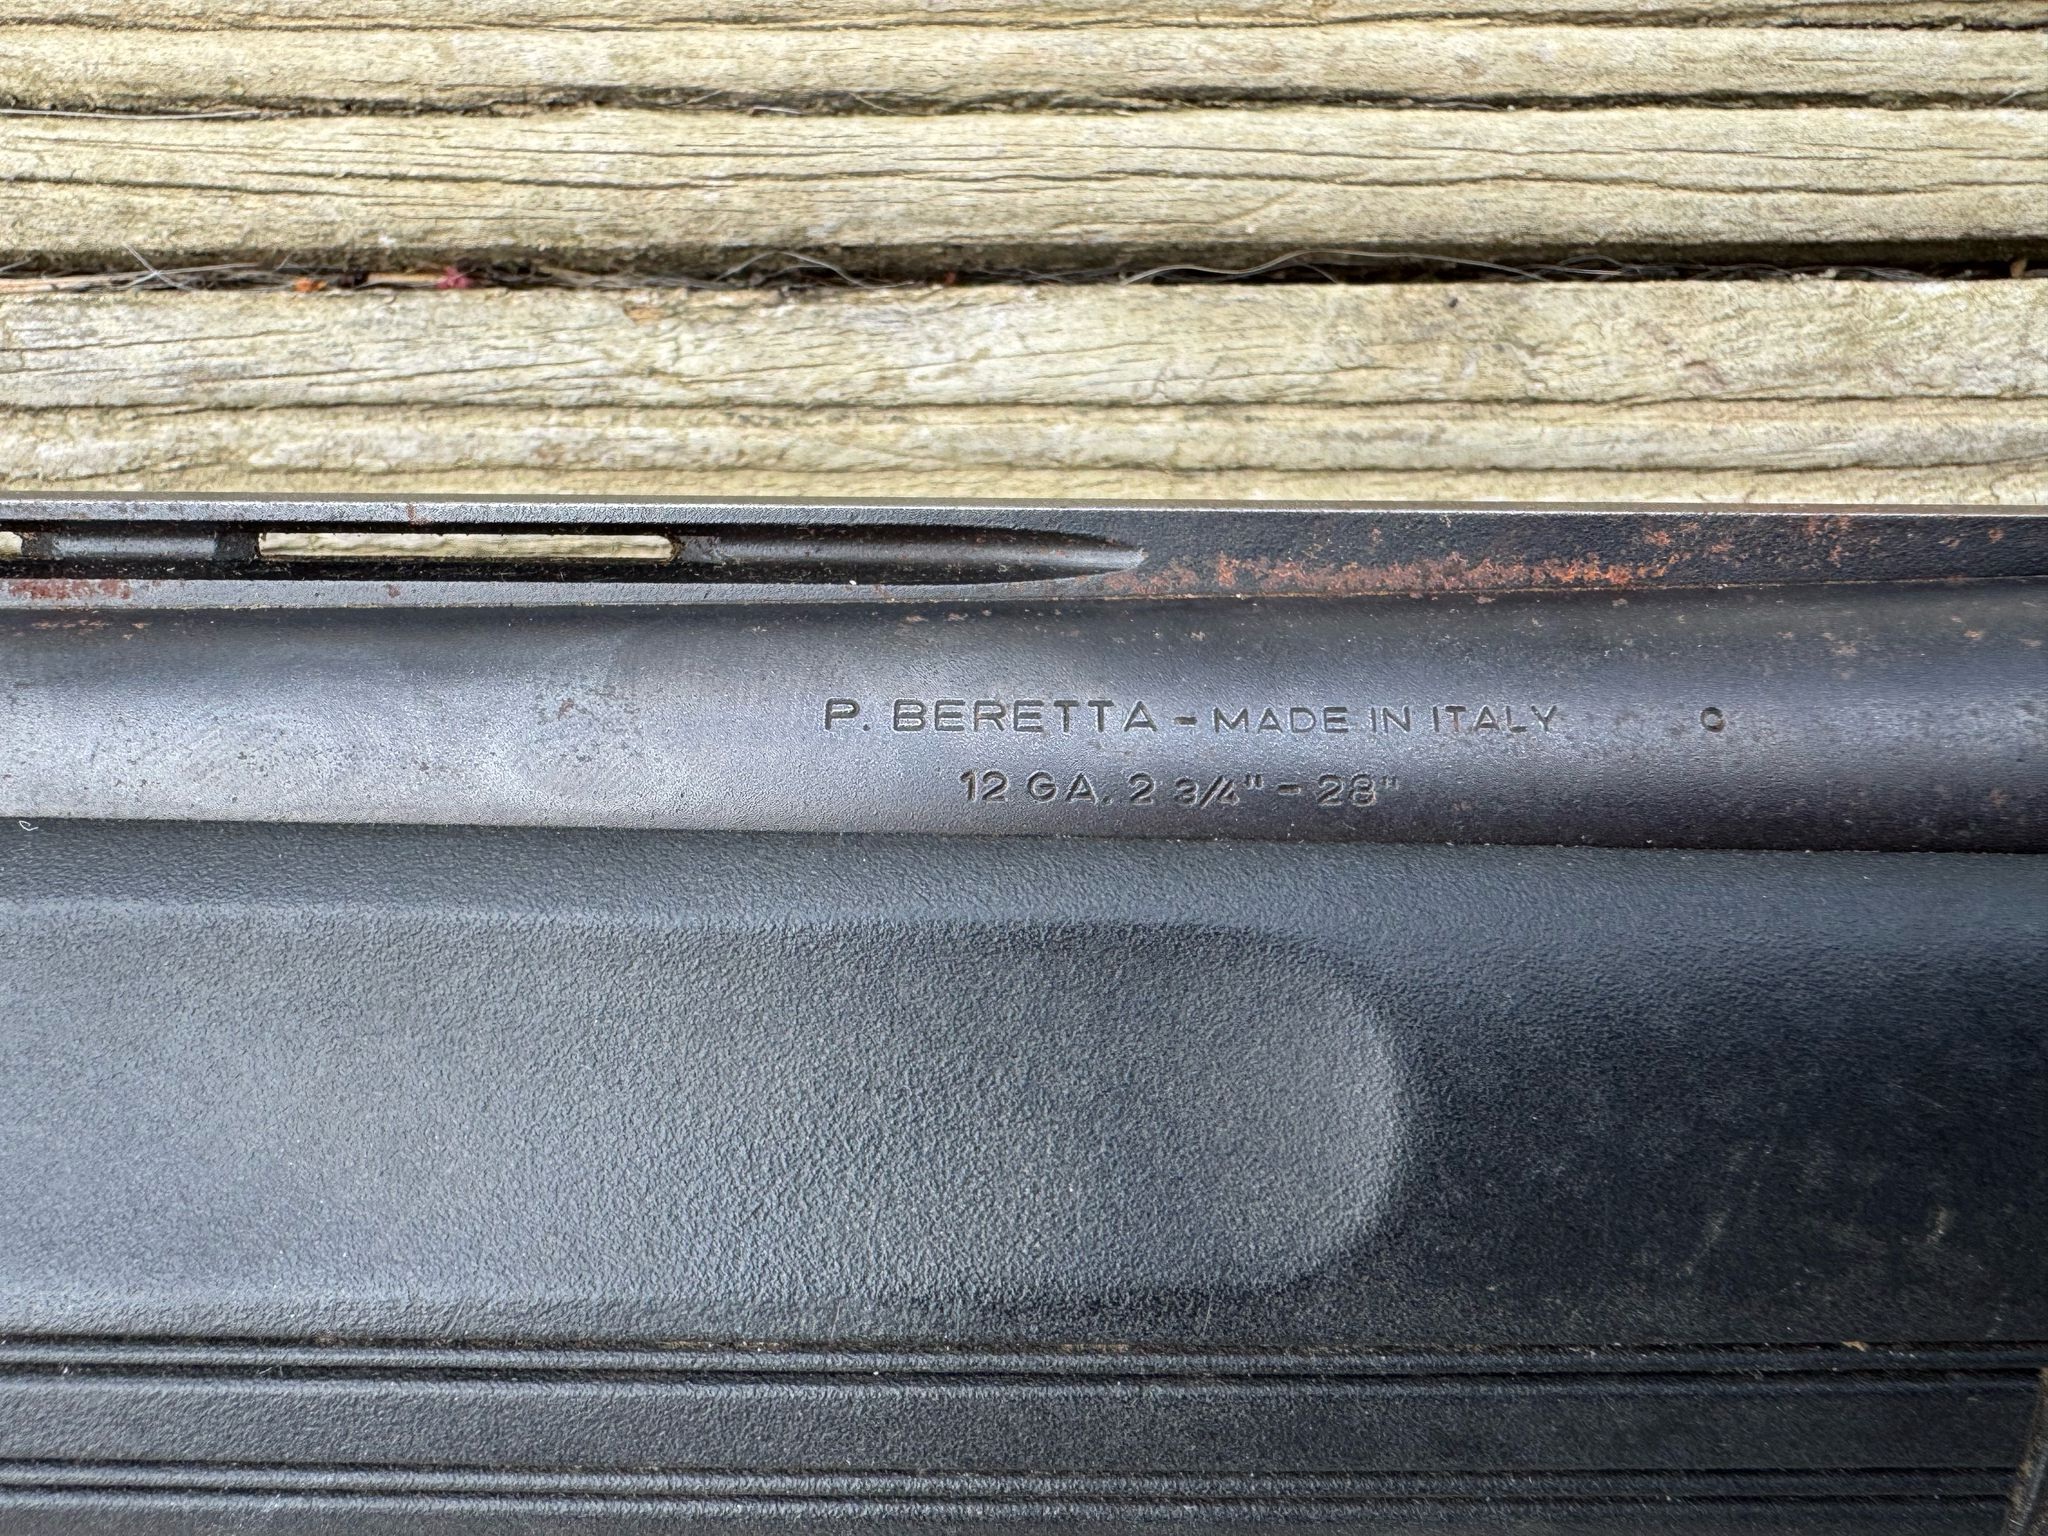 P. BERETTA - MADE IN ITALY C
12 GA. 2 3/4" - 28"